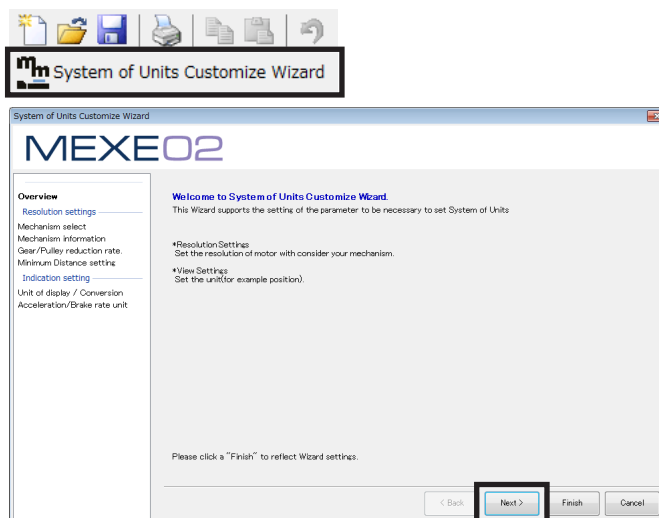 mm System of Units Customize Wizard
System of Units Customize Wizard
MEXE02
Overview
Resolution settings
Mechanism select
Mechanism information
Gear/Pulley reduction rate.
Minimum Distance setting
Indication setting
Unit of display / Conversion
Acceleration/Brake rate unit
Welcome to System of Units Customize Wizard.
This Wizard supports the setting of the parameter to be necessary to set System of Units
*Resolution Settings
Set the resolution of motor with consider your mechanism.
*View Settings
Set the unit(for example position).
Please click a "Finish" to reflect Wizard settings.
< Back
Next >
Finish
Cancel